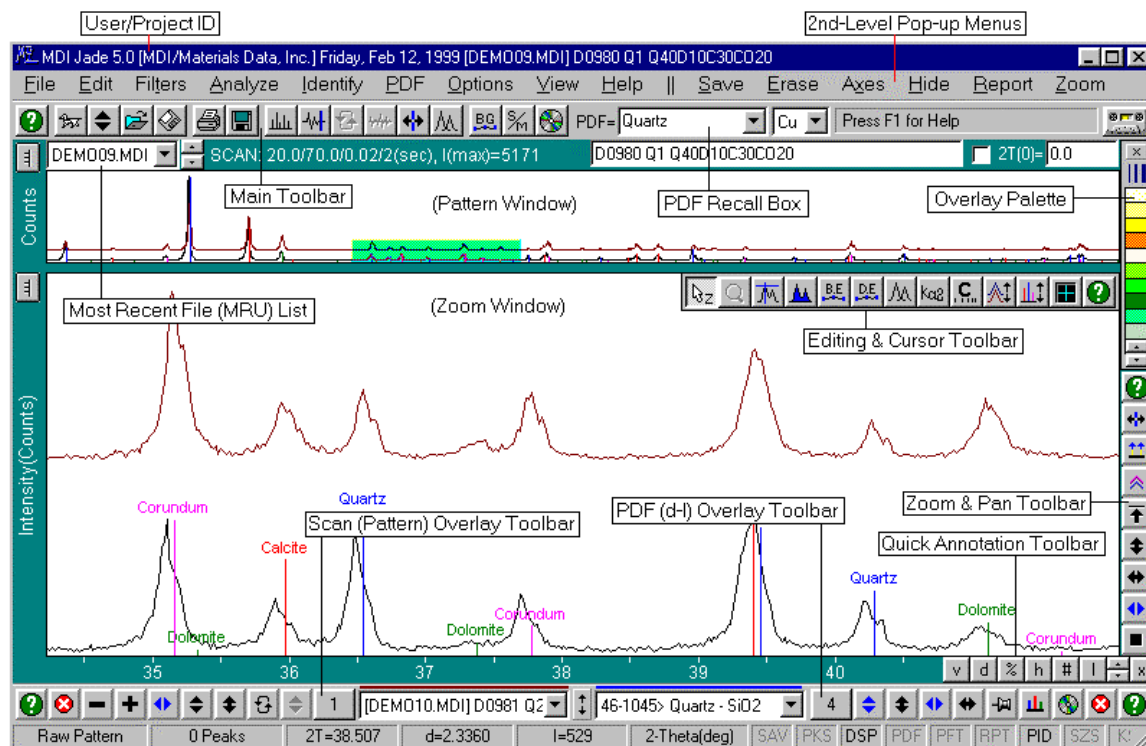 User/Project ID
2nd-Level Pop-up Menus
MDI Jade 5.0 [MDI/Materials Data, Inc.] Friday, Feb 12, 1999 [DEMO09.MDI] D0980 Q1 Q40D10C30CO20
File Edit Filters Analyze Identify PDF Options View Help || Save Erase Axes Hide Report Zoom
BG S/M PDF= Quartz Cu Press F1 for Help
DEMO09.MDI SCAN: 20.0/70.0/0.02/2(sec), I(max)=5171 D0980 Q1 Q40D10C30CO20 2T(0)= 0.0
Main Toolbar
(Pattern Window)
PDF Recall Box
Overlay Palette
Counts
Most Recent File (MRU) List
(Zoom Window)
Z B.E D.E Kα2 C
Editing & Cursor Toolbar
Intensity(Counts)
Corundum
Quartz
Scan (Pattern) Overlay Toolbar
PDF (d-I) Overlay Toolbar
Zoom & Pan Toolbar
Calcite
Quick Annotation Toolbar
Quartz
Dolomite
Dolomite
Corundum
Dolomite
Corundum
35 36 37 38 39 40
v d % h # l x
1 [DEMO10.MDI] D0981 Q2 46-1045> Quartz - SiO2 4
Raw Pattern 0 Peaks 2T=38.507 d=2.3360 I=529 2-Theta(deg) SAV PKS DSP PDF PFT RPT PID SZS